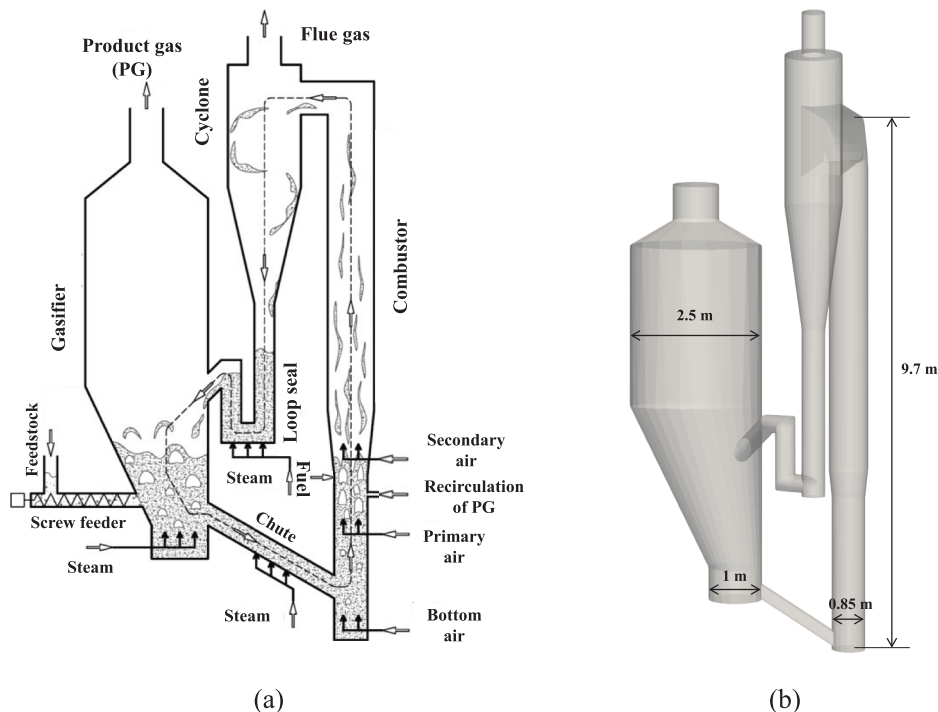 Product gas
(PG)
Flue gas
Cyclone
Gasifier
Combustor
Loop seal
Feedstock
Screw feeder
Steam
Steam
Fuel
Chute
Steam
Secondary
air
Recirculation
of PG
Primary
air
Bottom
air
(a)
2.5 m
9.7 m
1 m
0.85 m
(b)